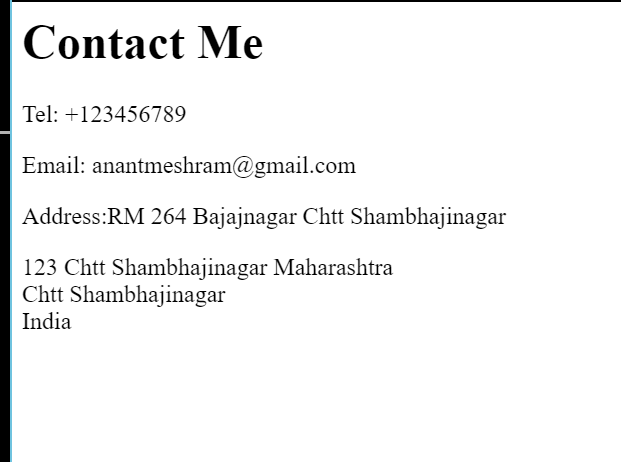 Contact Me
Tel: +123456789
Email: anantmeshram@gmail.com
Address:RM 264 Bajajnagar Chtt Shambhajinagar
123 Chtt Shambhajinagar Maharashtra
Chtt Shambhajinagar
India